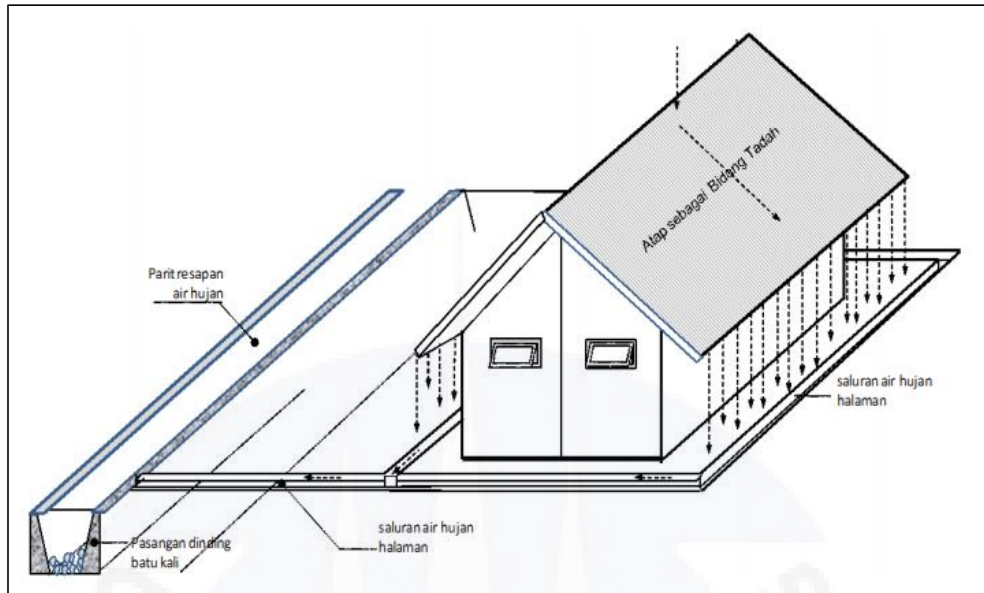 Atap sebagai Bidang Tadah
Parit resapan
air hujan
saluran air hujan
halaman
saluran air hujan
halaman
Pasangan dinding
batu kali